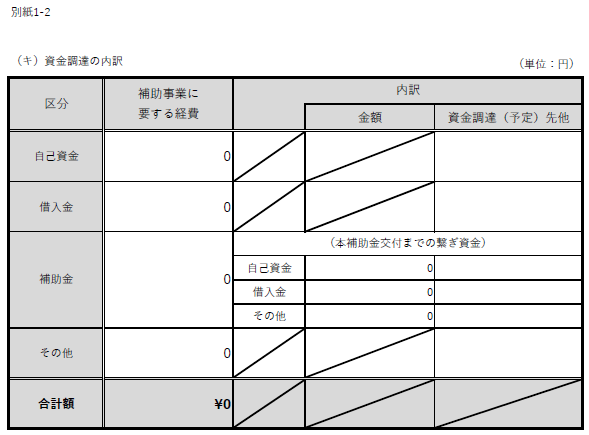 別紙1-2
（キ）資金調達の内訳
（単位：円）
区分
補助事業に
要する経費
内訳
金額
資金調達（予定）先他
自己資金
0
借入金
0
補助金
0
（本補助金交付までの繋ぎ資金）
自己資金
0
借入金
0
その他
0
その他
0
合計額
¥0